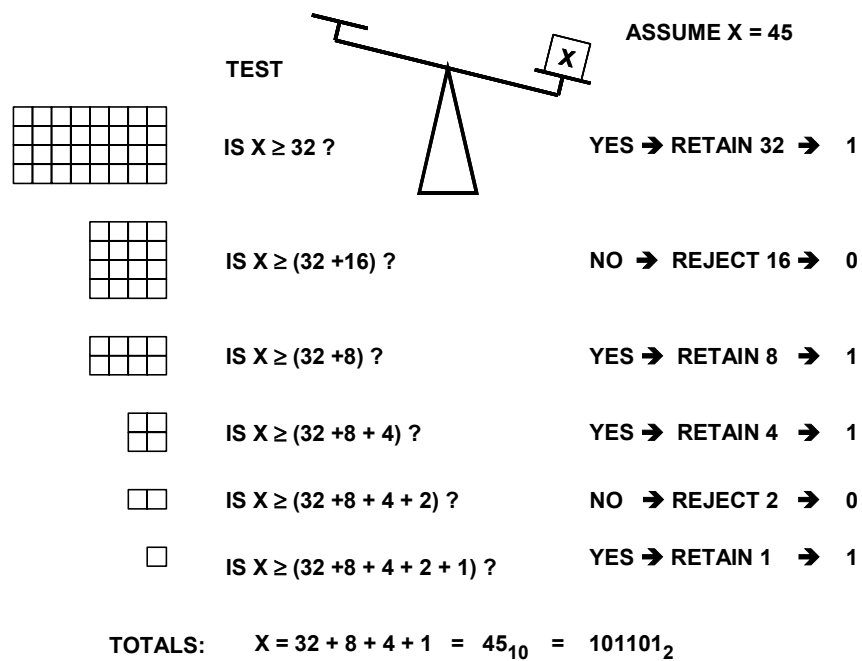 ASSUME X = 45
X
TEST
IS X ≥ 32 ? YES ➔ RETAIN 32 ➔ 1
IS X ≥ (32 +16) ? NO ➔ REJECT 16 ➔ 0
IS X ≥ (32 +8) ? YES ➔ RETAIN 8 ➔ 1
IS X ≥ (32 +8 + 4) ? YES ➔ RETAIN 4 ➔ 1
IS X ≥ (32 +8 + 4 + 2) ? NO ➔ REJECT 2 ➔ 0
IS X ≥ (32 +8 + 4 + 2 + 1) ? YES ➔ RETAIN 1 ➔ 1
TOTALS: X = 32 + 8 + 4 + 1 = 45₁₀ = 101101₂